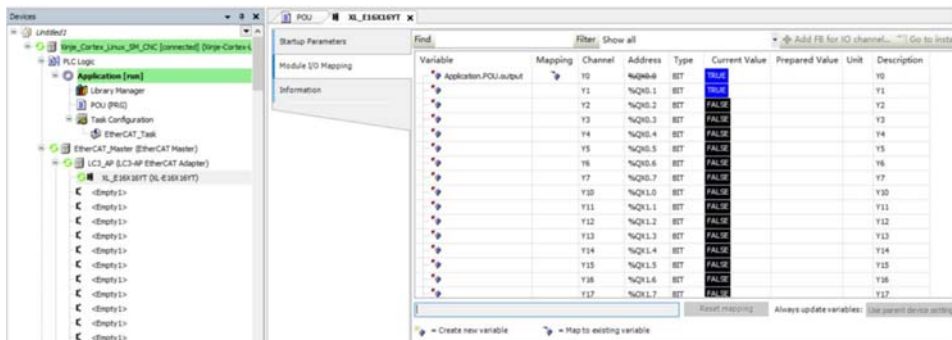 Devices
POU
XL_E16X16YT
Untitled1
Xinje_Cortex_Linux_SM_CNC [connected] (Xinje-Cortex-L
PLC Logic
Application [run]
Library Manager
POU (PRG)
Task Configuration
EtherCAT_Task
EtherCAT_Master (EtherCAT Master)
LC3_AP (LC3-AP EtherCAT Adapter)
XL_E16X16YT (XL-E16X16YT)
<Empty1>
<Empty1>
<Empty1>
<Empty1>
<Empty1>
<Empty1>
<Empty1>
<Empty1>
<Empty1>
<Empty1>
Startup Parameters
Module I/O Mapping
Information
Find Filter Show all Add FB for IO channel... Go to insta
Variable Mapping Channel Address Type Current Value Prepared Value Unit Description
Application.POU.output Y0 %QX0.0 BIT TRUE Y0
Y1 %QX0.1 BIT TRUE Y1
Y2 %QX0.2 BIT FALSE Y2
Y3 %QX0.3 BIT FALSE Y3
Y4 %QX0.4 BIT FALSE Y4
Y5 %QX0.5 BIT FALSE Y5
Y6 %QX0.6 BIT FALSE Y6
Y7 %QX0.7 BIT FALSE Y7
Y10 %QX1.0 BIT FALSE Y10
Y11 %QX1.1 BIT FALSE Y11
Y12 %QX1.2 BIT FALSE Y12
Y13 %QX1.3 BIT FALSE Y13
Y14 %QX1.4 BIT FALSE Y14
Y15 %QX1.5 BIT FALSE Y15
Y16 %QX1.6 BIT FALSE Y16
Y17 %QX1.7 BIT FALSE Y17
Reset mapping Always update variables: Use parent device setting
= Create new variable = Map to existing variable